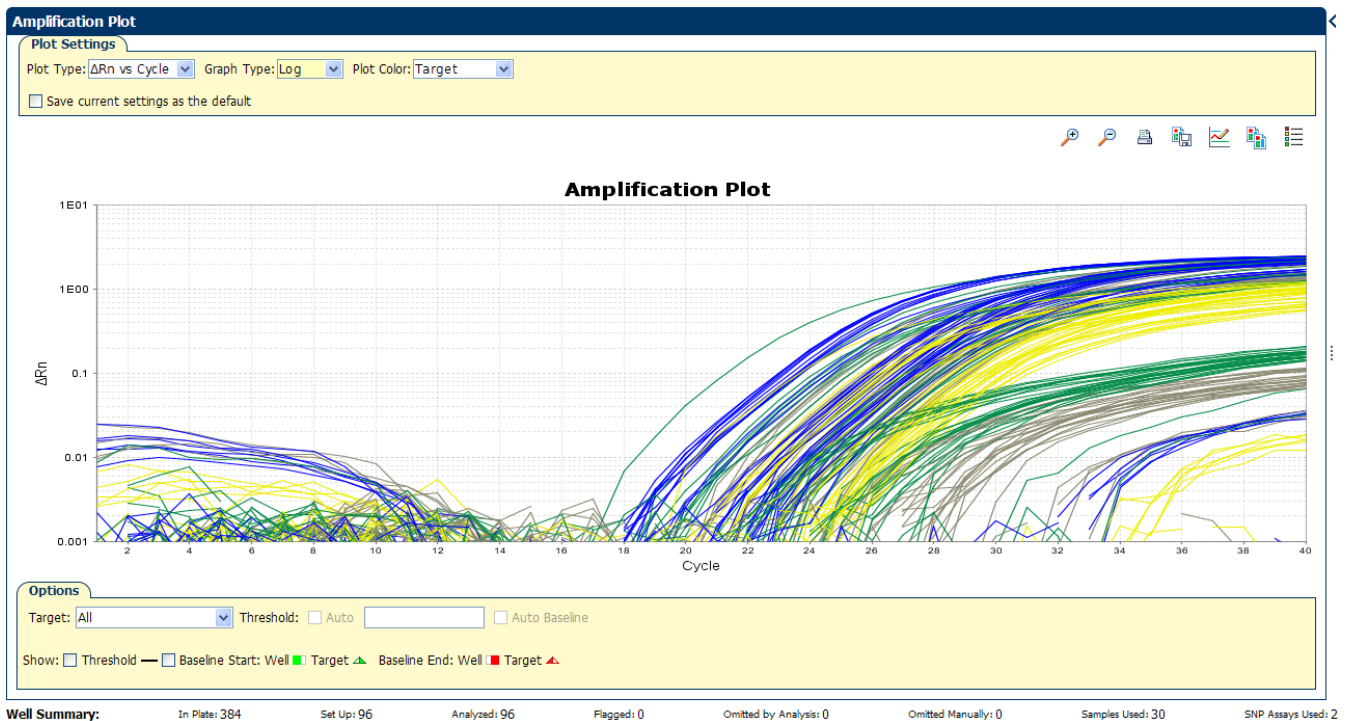 Amplification Plot
Plot Settings
Plot Type: ΔRn vs Cycle Graph Type: Log Plot Color: Target
Save current settings as the default
Amplification Plot
1E01
1E00
0.1
0.01
0.001
ΔRn
2 4 6 8 10 12 14 16 18 20 22 24 26 28 30 32 34 36 38 40
Cycle
Options
Target: All Threshold: Auto Auto Baseline
Show: Threshold Baseline Start: Well Target Baseline End: Well Target
Well Summary: In Plate: 384 Set Up: 96 Analyzed: 96 Flagged: 0 Omitted by Analysis: 0 Omitted Manually: 0 Samples Used: 30 SNP Assays Used: 2